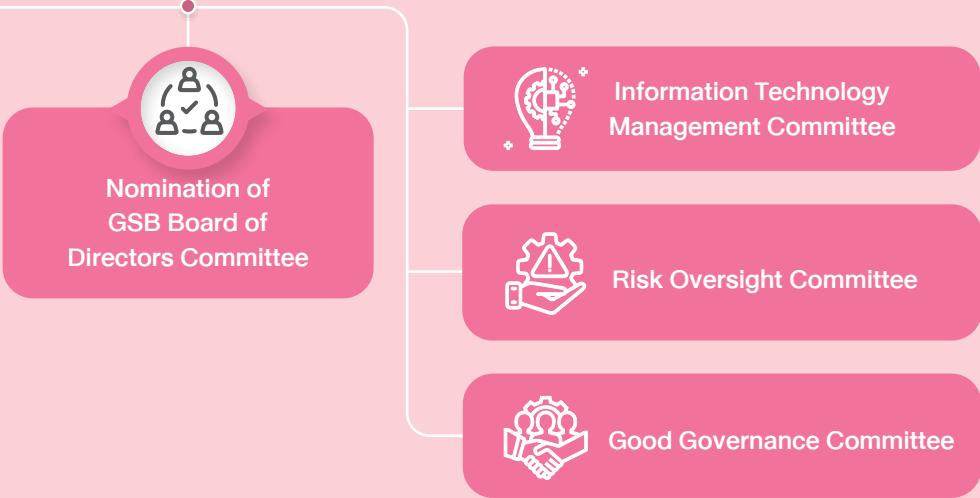 Nomination of
GSB Board of
Directors Committee
Information Technology
Management Committee
Risk Oversight Committee
Good Governance Committee